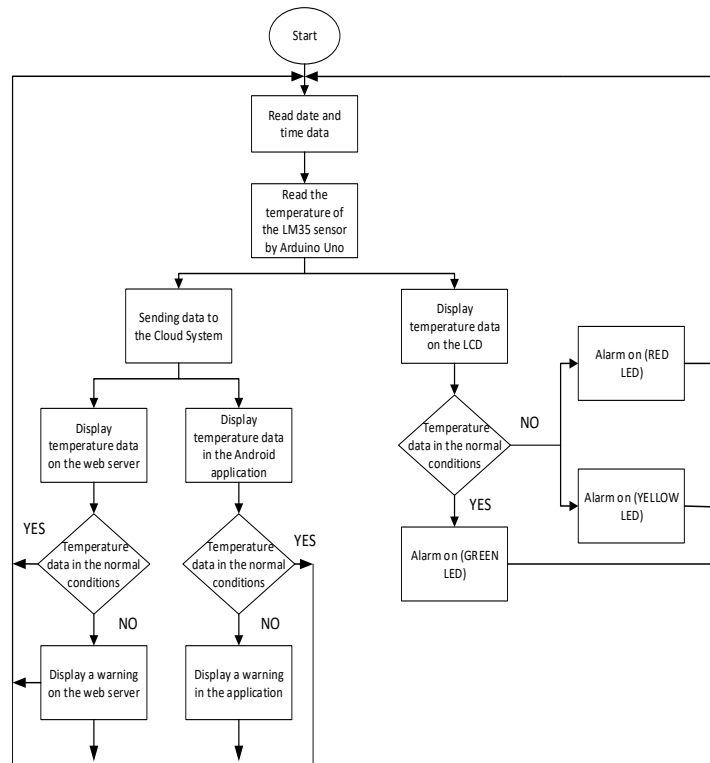 Start
Read date and
time data
Read the
temperature of
the LM35 sensor
by Arduino Uno
Sending data to
the Cloud System
Display
temperature data
on the LCD
Alarm on (RED
LED)
Display
temperature data
on the web server
Display
temperature data
in the Android
application
NO
Temperature
data in the normal
conditions
YES
Alarm on (YELLOW
LED)
YES
Temperature
data in the normal
conditions
Temperature
data in the normal
conditions
YES
Alarm on (GREEN
LED)
NO
NO
Display a warning
on the web server
Display a warning
in the application